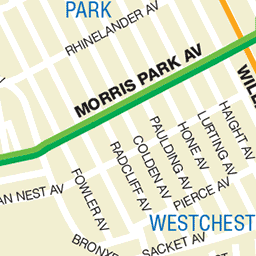 PARK
RHINELANDER AV
MORRIS PARK AV
HAIGHT AV
LURTING AV
HONE AV
PAULDING AV
COLDEN AV
RADCLIFF AV
FOWLER AV
AN NEST AV
PIERCE AV
WESTCHEST
SACKET AV
BRONX
WILL